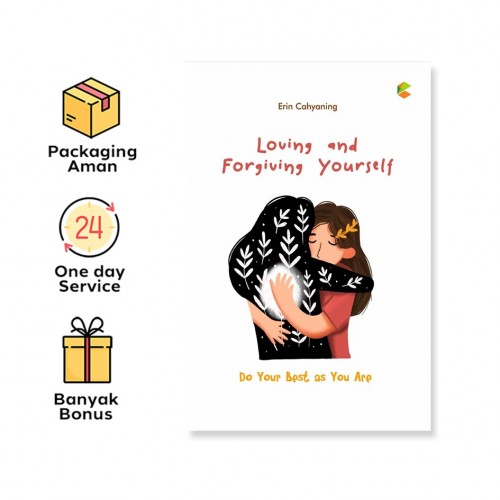 Packaging
Aman
24
One day
Service
Banyak
Bonus
Erin Cahyaning
Loving and
Forgiving Yourself
Do Your Best as You Are